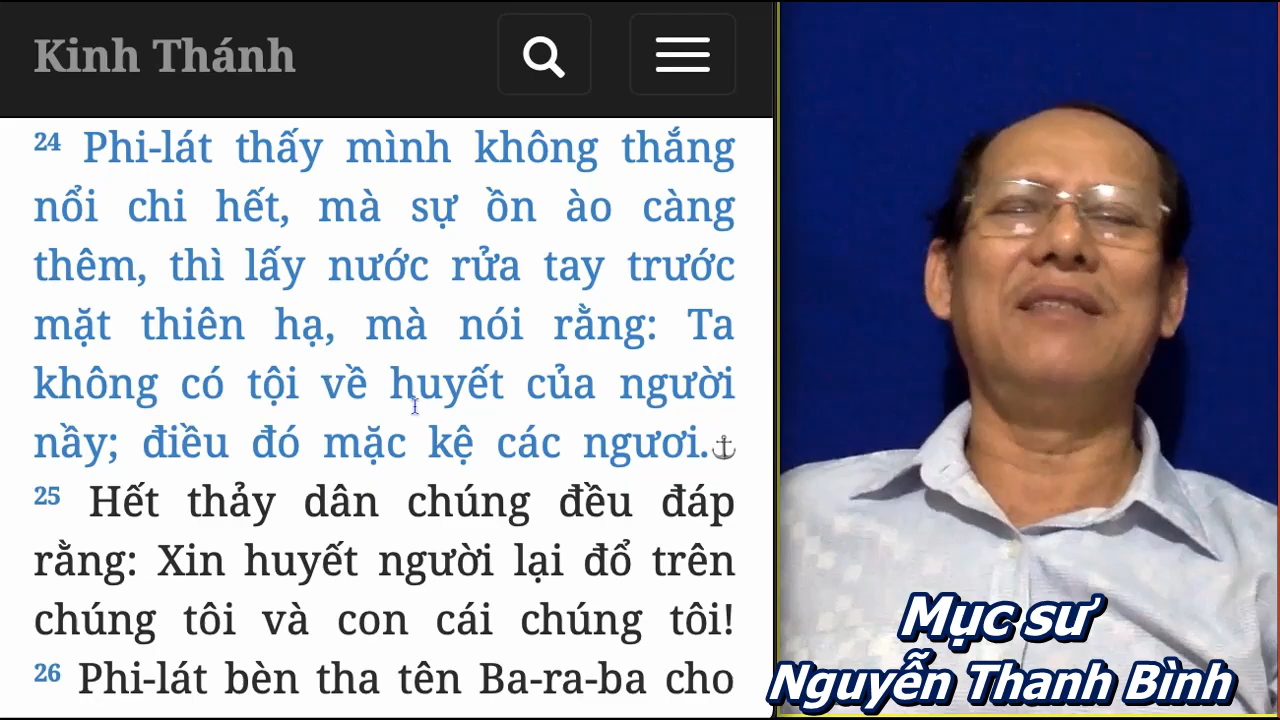 Kinh Thánh
24 Phi-lát thấy mình không thắng
nổi chi hết, mà sự ồn ào càng
thêm, thì lấy nước rửa tay trước
mặt thiên hạ, mà nói rằng: Ta
không có tội về huyết của người
nầy; điều đó mặc kệ các ngươi.⚓
25 Hết thảy dân chúng đều đáp
rằng: Xin huyết người lại đổ trên
chúng tôi và con cái chúng tôi!
26 Phi-lát bèn tha tên Ba-ra-ba cho
Mục sư
Nguyễn Thanh Bình